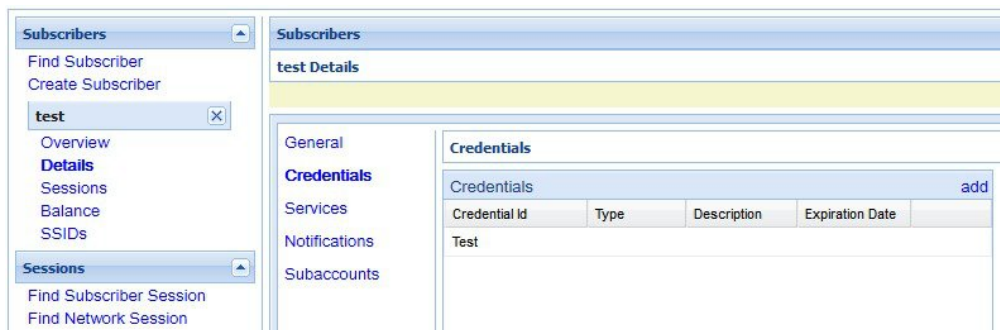 Subscribers
Find Subscriber
Create Subscriber
test
Overview
Details
Sessions
Balance
SSIDs
Sessions
Find Subscriber Session
Find Network Session
Subscribers
test Details
General
Credentials
Services
Notifications
Subaccounts
Credentials
Credentials add
Credential Id Type Description Expiration Date
Test